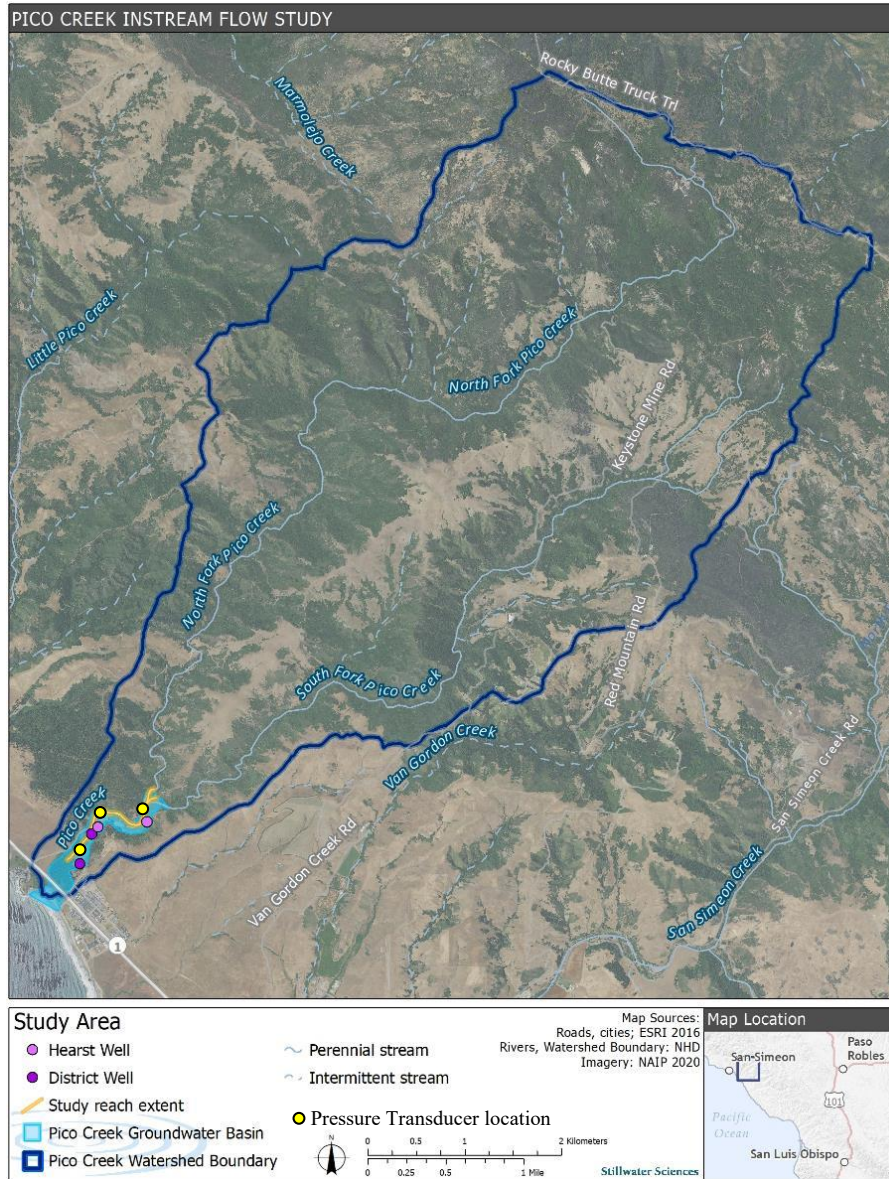 PICO CREEK INSTREAM FLOW STUDY
Rocky Butte Truck Trl
Marmolejo Creek
Little Pico Creek
North Fork Pico Creek
Keystone Mine Rd
North Fork Pico Creek
Red Mountain Rd
South Fork Pico Creek
Van Gordon Creek
San Simeon Creek Rd
Pico Creek
Van Gordon Creek Rd
San Simeon Creek
1
Study Area
Hearst Well
District Well
Study reach extent
Pico Creek Groundwater Basin
Pico Creek Watershed Boundary
Perennial stream
Intermittent stream
Pressure Transducer location
N
0 0.5 1 2 Kilometers
0 0.25 0.5 1 Mile
Map Sources:
Roads, cities; ESRI 2016
Rivers, Watershed Boundary: NHD
Imagery: NAIP 2020
Stillwater Sciences
Map Location
San Simeon
Paso
Robles
101
Pacific
Ocean
San Luis Obispo